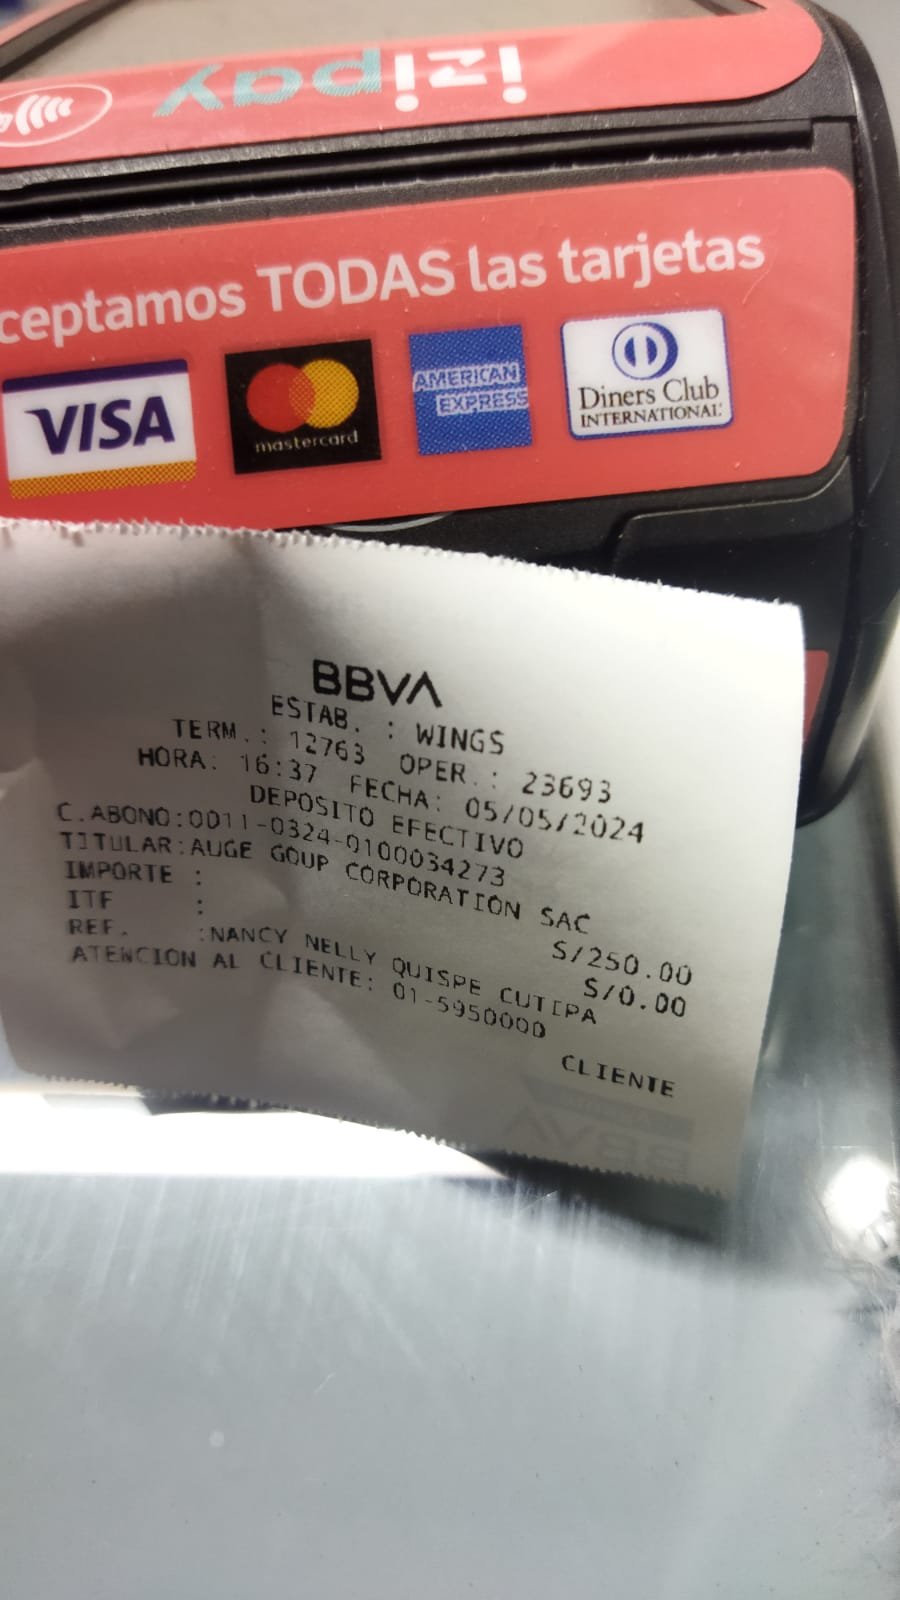 izipay
ceptamos TODAS las tarjetas
VISA
mastercard
AMERICAN
EXPRESS
Diners Club
INTERNATIONAL
BBVA
ESTAB. : WINGS
TERM.: 12763 OPER.: 23693
HORA: 16:37 FECHA: 05/05/2024
DEPOSITO EFECTIVO
C.ABONO:0011-0324-0100034273
TITULAR:AUGE GOUP CORPORATION SAC
IMPORTE : S/250.00
ITF : S/0.00
REF. :NANCY NELLY QUISPE CUTIPA
ATENCION AL CLIENTE: 01-5950000
CLIENTE
BBVA